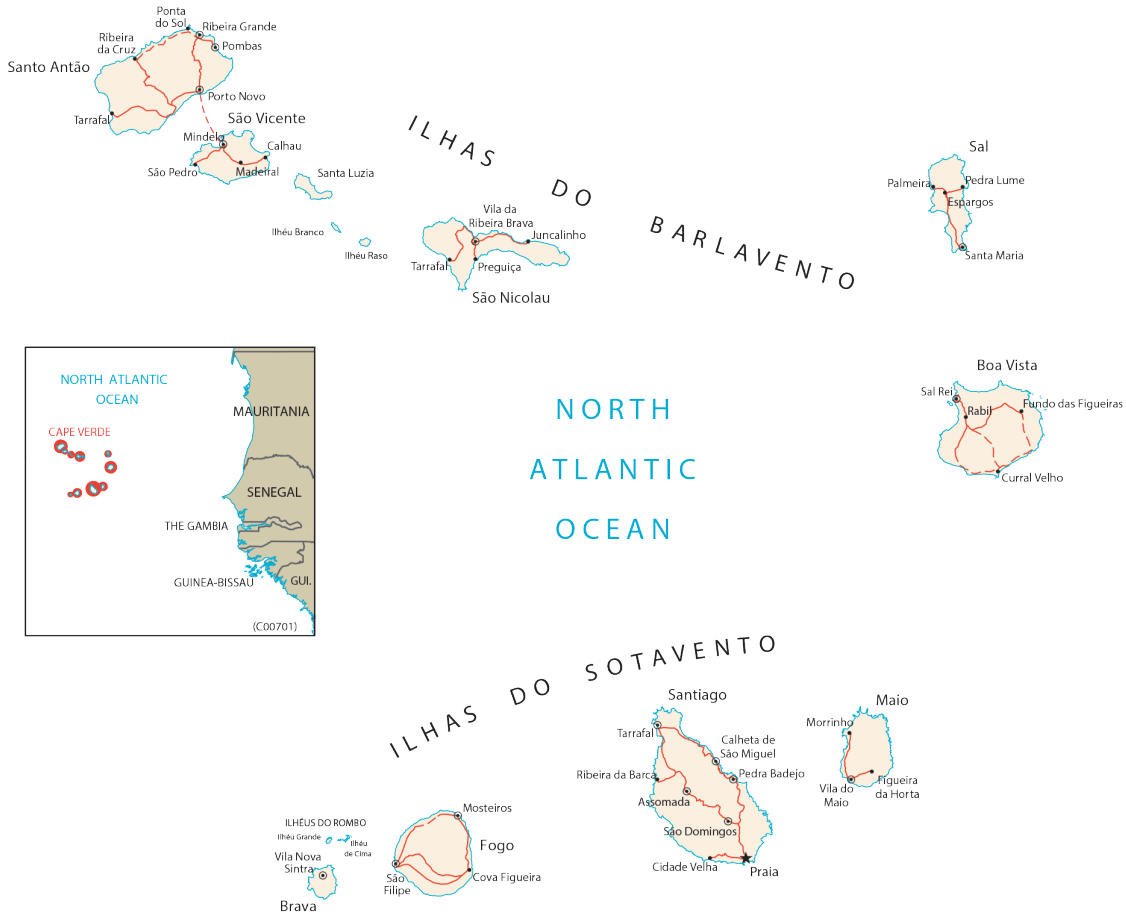 Ponta
do Sol
Ribeira Grande
Ribeira
da Cruz
Pombas
Santo Antão
Porto Novo
Tarrafal
São Vicente
Mindelo
Calhau
São Pedro
Madeiral
Santa Luzia
Ilhéu Branco
Ilhéu Raso
Vila da
Ribeira Brava
Juncalinho
Tarrafal
Preguiça
São Nicolau
ILHAS DO BARLAVENTO
Sal
Palmeira
Pedra Lume
Espargos
Santa Maria
Boa Vista
Sal Rei
Rabil
Fundo das Figueiras
Curral Velho
NORTH
ATLANTIC
OCEAN
NORTH ATLANTIC
OCEAN
CAPE VERDE
MAURITANIA
SENEGAL
THE GAMBIA
GUINEA-BISSAU
GUI.
(C00701)
ILHAS DO SOTAVENTO
Santiago
Tarrafal
Calheta de
São Miguel
Ribeira da Barca
Pedra Badejo
Assomada
São Domingos
Cidade Velha
Praia
Maio
Morrinho
Vila do
Maio
Figueira
da Horta
Mosteiros
Fogo
São
Filipe
Cova Figueira
ILHÉUS DO ROMBO
Ilhéu Grande
Ilhéu
de Cima
Vila Nova
Sintra
Brava